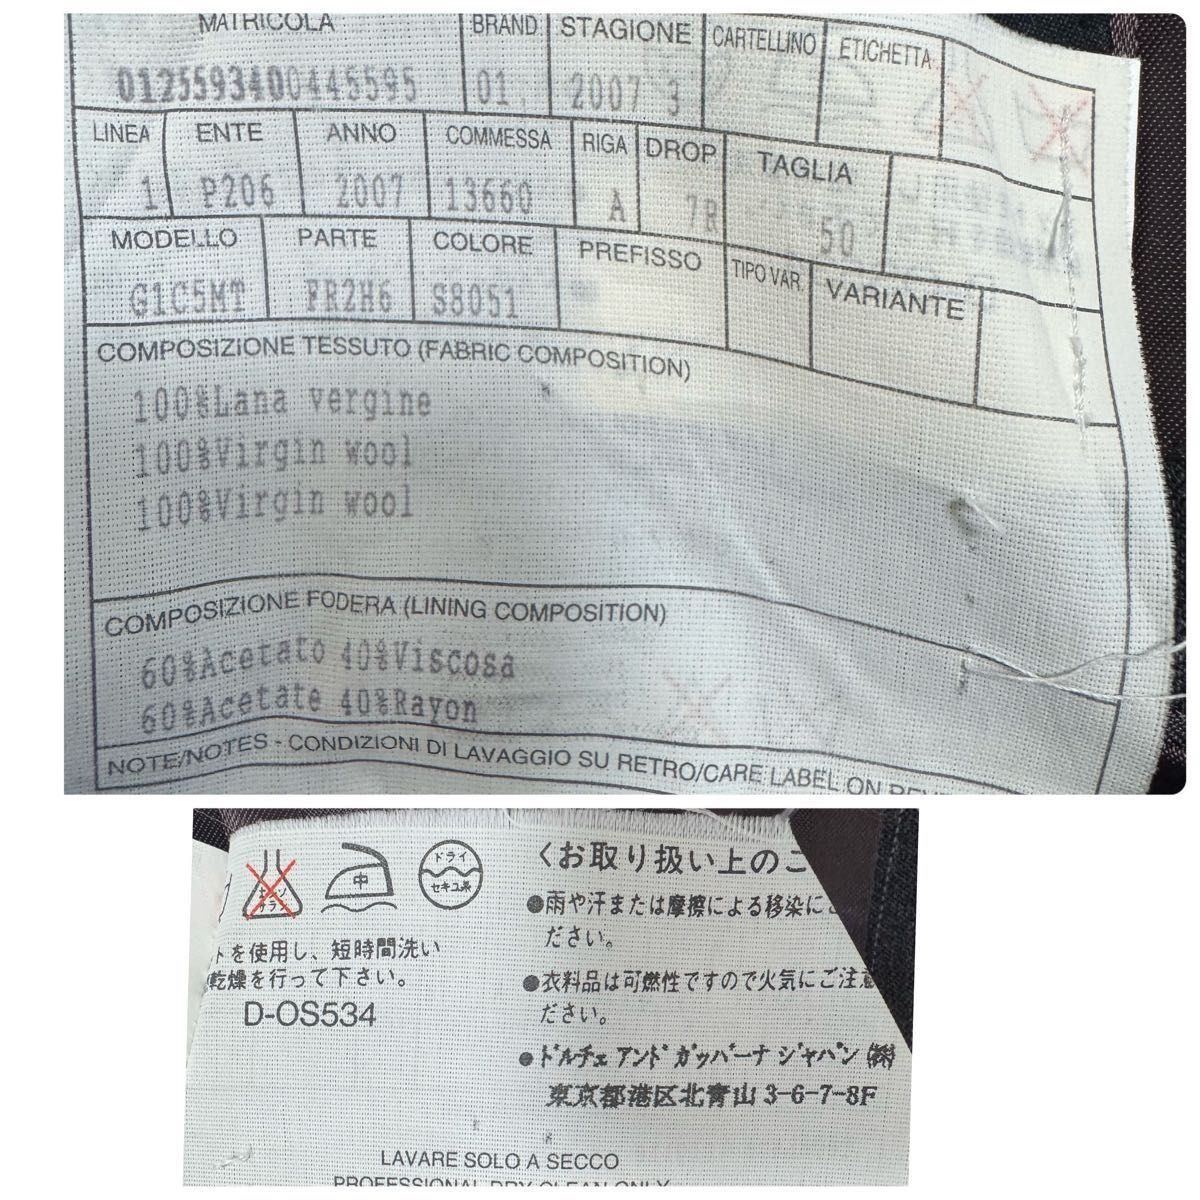 MATRICOLA BRAND STAGIONE CARTELLINO ETICHETTA
0125593400445595 01 2007 3
LINEA ENTE ANNO COMMESSA RIGA DROP TAGLIA
1 P206 2007 13660 A 7R 50
MODELLO PARTE COLORE PREFISSO TIPO VAR. VARIANTE
G1C5MT FR2H6 S8051
COMPOSIZIONE TESSUTO (FABRIC COMPOSITION)
100%Lana vergine
100%Virgin wool
100%Virgin wool
COMPOSIZIONE FODERA (LINING COMPOSITION)
60%Acetato 40%Viscosa
60%Acetate 40%Rayon
NOTE/NOTES - CONDIZIONI DI LAVAGGIO SU RETRO/CARE LABEL ON REV
エンソ
サラシ
中
ドライ
セキユ系
トを使用し、短時間洗い
乾燥を行って下さい。
D-OS534
〈お取り扱い上のご
●雨や汗または摩擦による移染にご
ださい。
●衣料品は可燃性ですので火気にご注意
ださい。
●ドルチェ アンド ガッバーナ ジャパン ㈱
東京都港区北青山 3-6-7-8F
LAVARE SOLO A SECCO
PROFESSIONAL DRY CLEAN ONLY